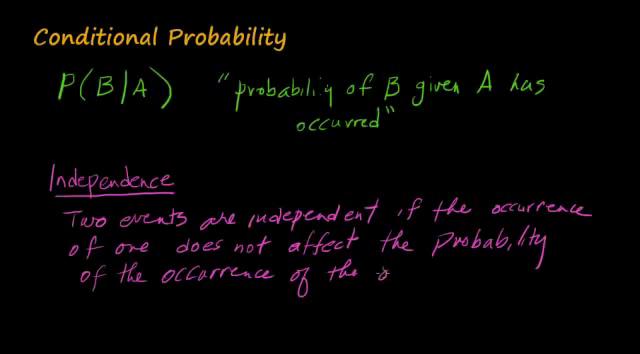 Conditional Probability
P(B/A) "probability of B given A has
occurred"
Independence
Two events are independent if the occurrence
of one does not affect the probability
of the occurrence of the